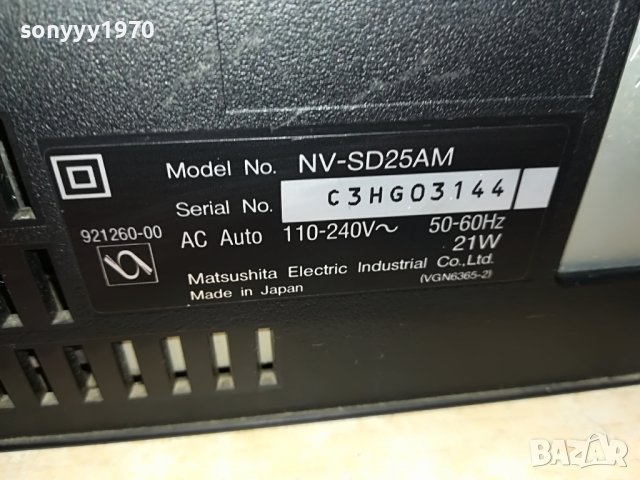 sonyyy1970
Model No. NV-SD25AM
Serial No. C3HG03144
921260-00
AC Auto 110-240V~ 50-60Hz
21W
Matsushita Electric Industrial Co.,Ltd.
Made in Japan
(VGN6365-2)
BAZAR